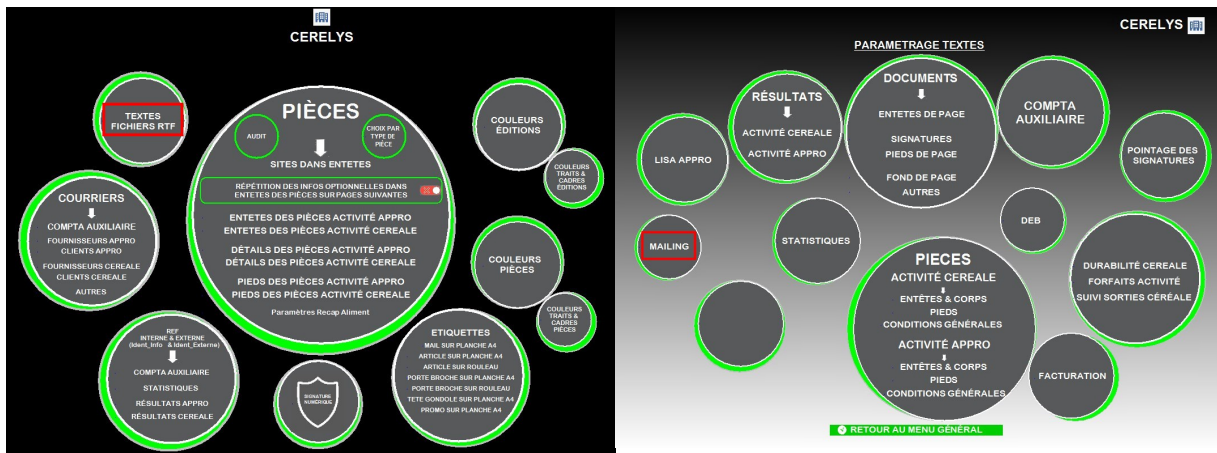 CERELYS
TEXTES
FICHIERS RTF
PIÈCES
AUDIT
CHOIX PAR
TYPE DE
PIÈCE
SITES DANS ENTETES
RÉPÉTITION DES INFOS OPTIONNELLES DANS
ENTETES DES PIÈCES SUR PAGES SUIVANTES
ENTETES DES PIÈCES ACTIVITÉ APPRO
ENTETES DES PIÈCES ACTIVITÉ CEREALE
DÉTAILS DES PIÈCES ACTIVITÉ APPRO
DÉTAILS DES PIÈCES ACTIVITÉ CEREALE
PIEDS DES PIÈCES ACTIVITÉ APPRO
PIEDS DES PIÈCES ACTIVITÉ CEREALE
Paramètres Recap Aliment
COULEURS
ÉDITIONS
COULEURS
TRAITS &
CADRES
ÉDITIONS
COURRIERS
COMPTA AUXILIAIRE
FOURNISSEURS APPRO
CLIENTS APPRO
FOURNISSEURS CEREALE
CLIENTS CEREALE
AUTRES
COULEURS
PIÈCES
COULEURS
TRAITS &
CADRES
PIÈCES
REF
INTERNE & EXTERNE
(Ident_Info & Ident_Externe)
COMPTA AUXILIAIRE
STATISTIQUES
RÉSULTATS APPRO
RÉSULTATS CEREALE
SIGNATURE
NUMÉRIQUE
ETIQUETTES
MAIL SUR PLANCHE A4
ARTICLE SUR PLANCHE A4
ARTICLE SUR ROULEAU
PORTE BROCHE SUR PLANCHE A4
PORTE BROCHE SUR ROULEAU
TETE GONDOLE SUR PLANCHE A4
PROMO SUR PLANCHE A4
CERELYS
PARAMETRAGE TEXTES
LISA APPRO
RÉSULTATS
ACTIVITÉ CEREALE
ACTIVITÉ APPRO
DOCUMENTS
ENTETES DE PAGE
SIGNATURES
PIEDS DE PAGE
FOND DE PAGE
AUTRES
COMPTA
AUXILIAIRE
POINTAGE DES
SIGNATURES
MAILING
STATISTIQUES
DEB
PIECES
ACTIVITÉ CEREALE
ENTÊTES & CORPS
PIEDS
CONDITIONS GÉNÉRALES
ACTIVITÉ APPRO
ENTÊTES & CORPS
PIEDS
CONDITIONS GÉNÉRALES
DURABILITÉ CEREALE
FORFAITS ACTIVITÉ
SUIVI SORTIES CÉRÉALE
FACTURATION
RETOUR AU MENU GÉNÉRAL